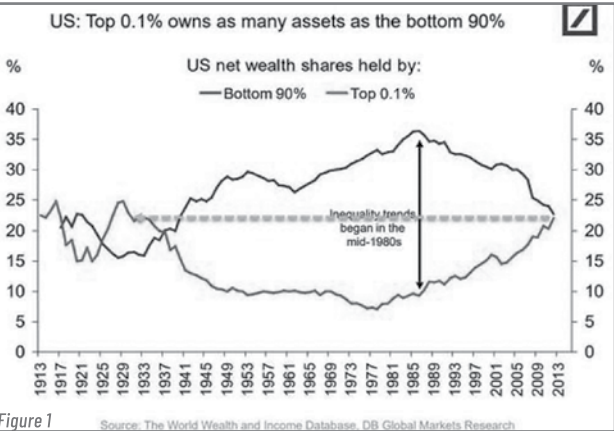 US: Top 0.1% owns as many assets as the bottom 90%
% US net wealth shares held by: %
Bottom 90% Top 0.1%
40 40
35 35
30 30
25 25
Inequality trends
20 began in the 20
mid-1980s
15 15
10 10
5 5
0 0
1913 1917 1921 1925 1929 1933 1937 1941 1945 1949 1953 1957 1961 1965 1969 1973 1977 1981 1985 1989 1993 1997 2001 2005 2009 2013
Figure 1
Source: The World Wealth and Income Database, DB Global Markets Research